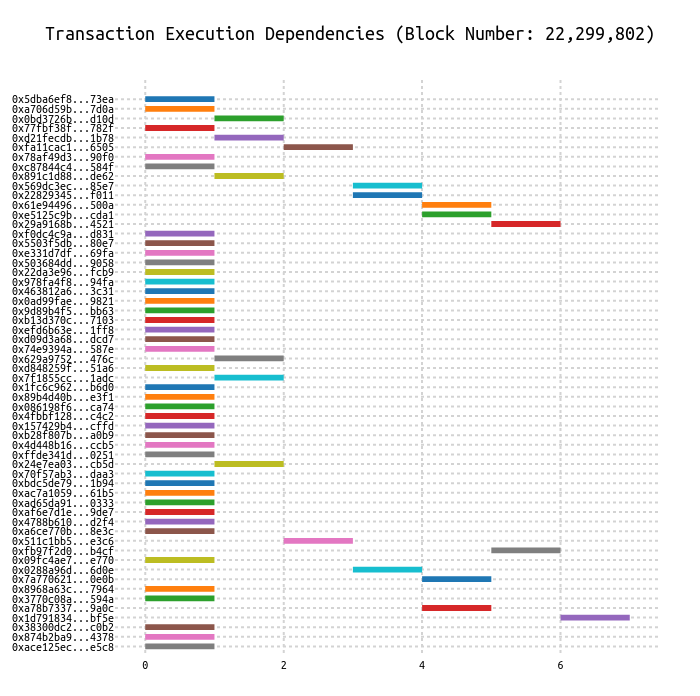 Transaction Execution Dependencies (Block Number: 22,299,802)
0x5dba6ef8...73ea
0xa706d59b...7d0a
0x0bd3726b...d10d
0x77fbf38f...782f
0xd21fecdb...1b78
0xfa11cac1...6505
0x78af49d3...90f0
0xc87844c4...584f
0x891c1d88...de62
0x569dc3ec...85e7
0x22829345...f011
0x61e94496...500a
0xe5125c9b...cda1
0x29a9168b...4521
0xf0dc4c9a...d831
0x5503f5db...80e7
0xe331d7df...69fa
0x503684dd...9058
0x22da3e96...fcb9
0x978fa4f8...94fa
0x463812a6...3c31
0x0ad99fae...9821
0x9d89b4f5...bb63
0xb13d370c...7103
0xefd6b63e...1ff8
0xd09d3a68...dcd7
0x74e9394a...587e
0x629a9752...476c
0xd848259f...51a6
0x7f1855cc...1adc
0x1fc6c962...b6d0
0x89b4d40b...e3f1
0x086198f6...ca74
0x4fbbf128...c4c2
0x157429b4...cffd
0xb28f807b...a0b9
0x4d448b16...ccb5
0xffde341d...0251
0x24e7ea03...cb5d
0x70f57ab3...daa3
0xbdc5de79...1b94
0xac7a1059...61b5
0xad65da91...0333
0xaf6e7d1e...9de7
0x4788b610...d2f4
0xa6ce770b...8e3c
0x511c1bb5...e3c6
0xfb97f2d0...b4cf
0x09fc4ae7...e770
0x0288a96d...6d0e
0x7a770621...0e0b
0x8968a63c...7964
0x3770c08a...594a
0xa78b7337...9a0c
0x1d791834...bf5e
0x38300dc2...c0b2
0x874b2ba9...4378
0xace125ec...e5c8
0 2 4 6